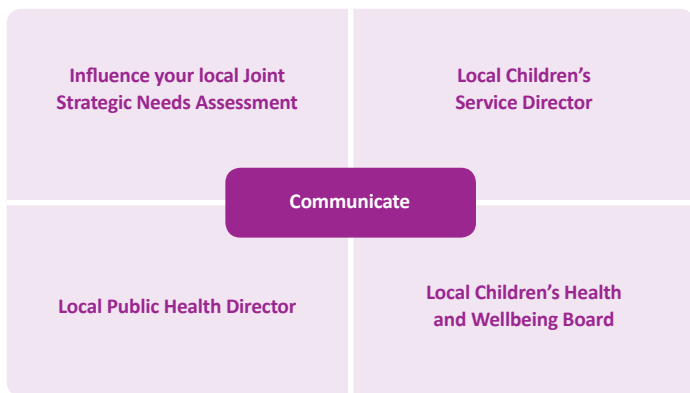 Influence your local Joint
Strategic Needs Assessment
Local Children’s
Service Director
Communicate
Local Public Health Director
Local Children’s Health
and Wellbeing Board